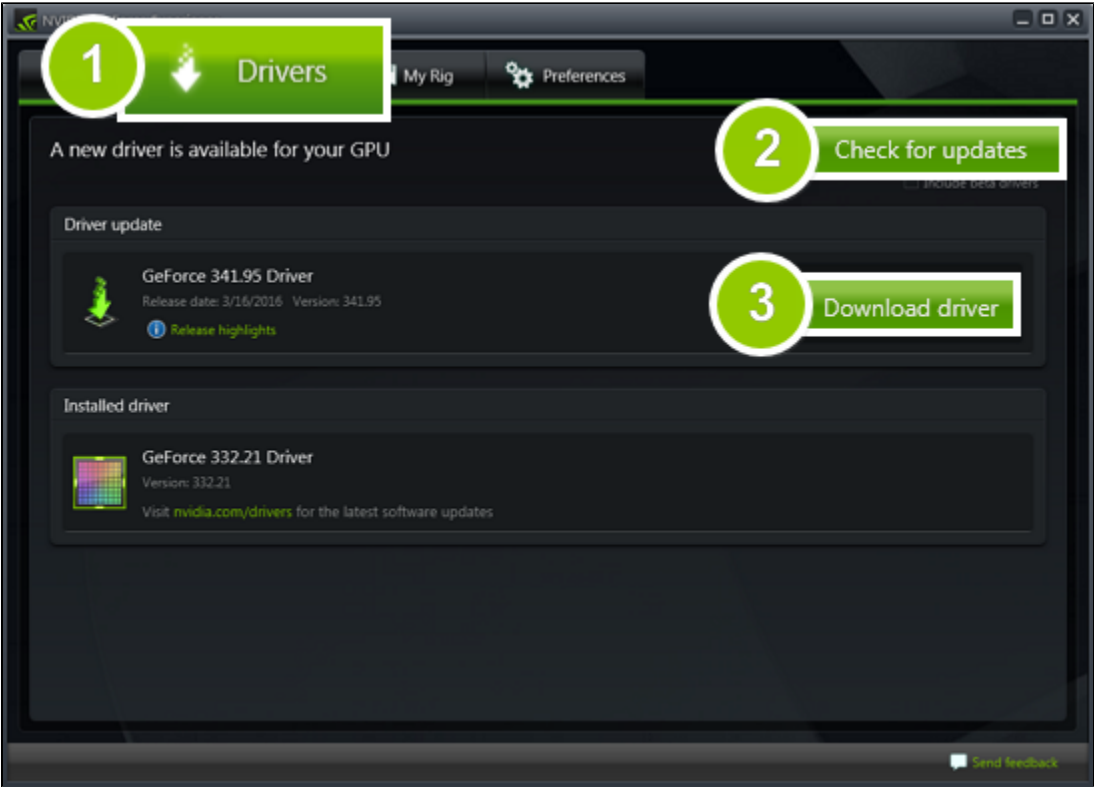 1
Drivers
My Rig
Preferences
A new driver is available for your GPU
2
Check for updates
Include beta drivers
Driver update
GeForce 341.95 Driver
Release date: 3/16/2016 Version: 341.95
Release highlights
3
Download driver
Installed driver
GeForce 332.21 Driver
Version: 332.21
Visit nvidia.com/drivers for the latest software updates
Send feedback